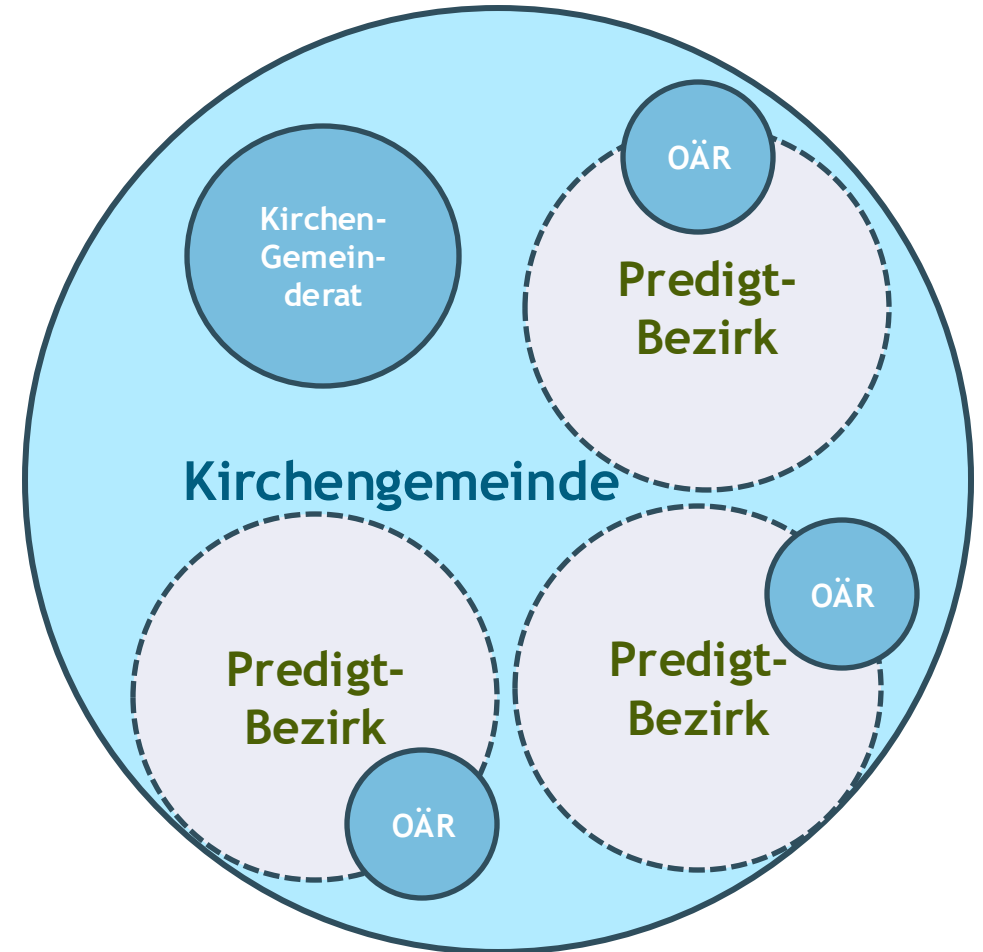 OÄR
Kirchen-
Gemein-
derat
Predigt-
Bezirk
Kirchengemeinde
OÄR
Predigt-
Bezirk
Predigt-
Bezirk
OÄR